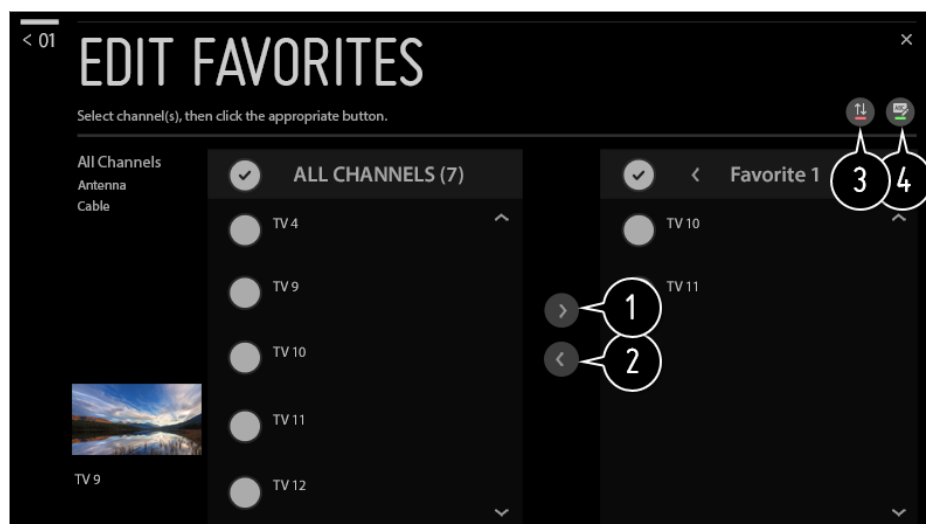 < 01
EDIT FAVORITES
Select channel(s), then click the appropriate button.
All Channels
Antenna
Cable
ALL CHANNELS (7)
TV 4
TV 9
TV 10
TV 11
TV 12
TV 9
Favorite 1
TV 10
TV 11
1
2
3
4